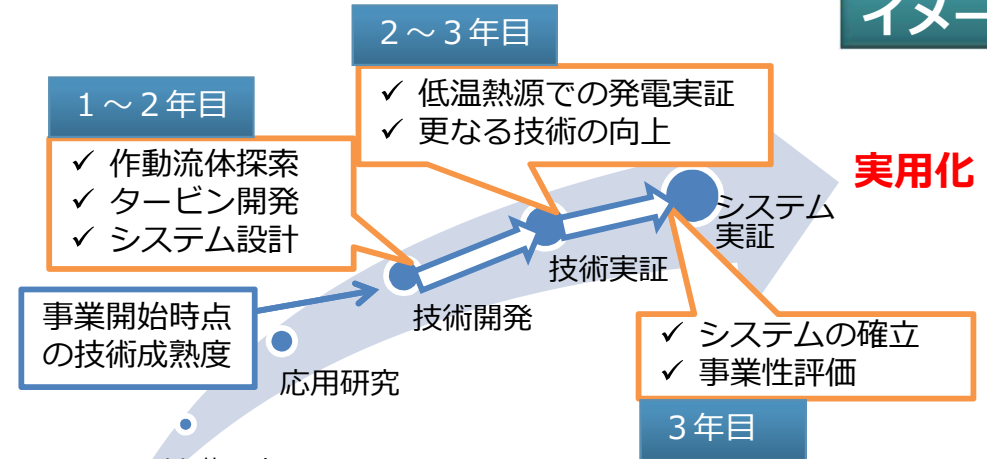 イメー
2～3年目
✓ 低温熱源での発電実証
✓ 更なる技術の向上
1～2年目
✓ 作動流体探索
✓ タービン開発
✓ システム設計
実用化
システム
実証
技術実証
技術開発
事業開始時点
の技術成熟度
応用研究
✓ システムの確立
✓ 事業性評価
3年目